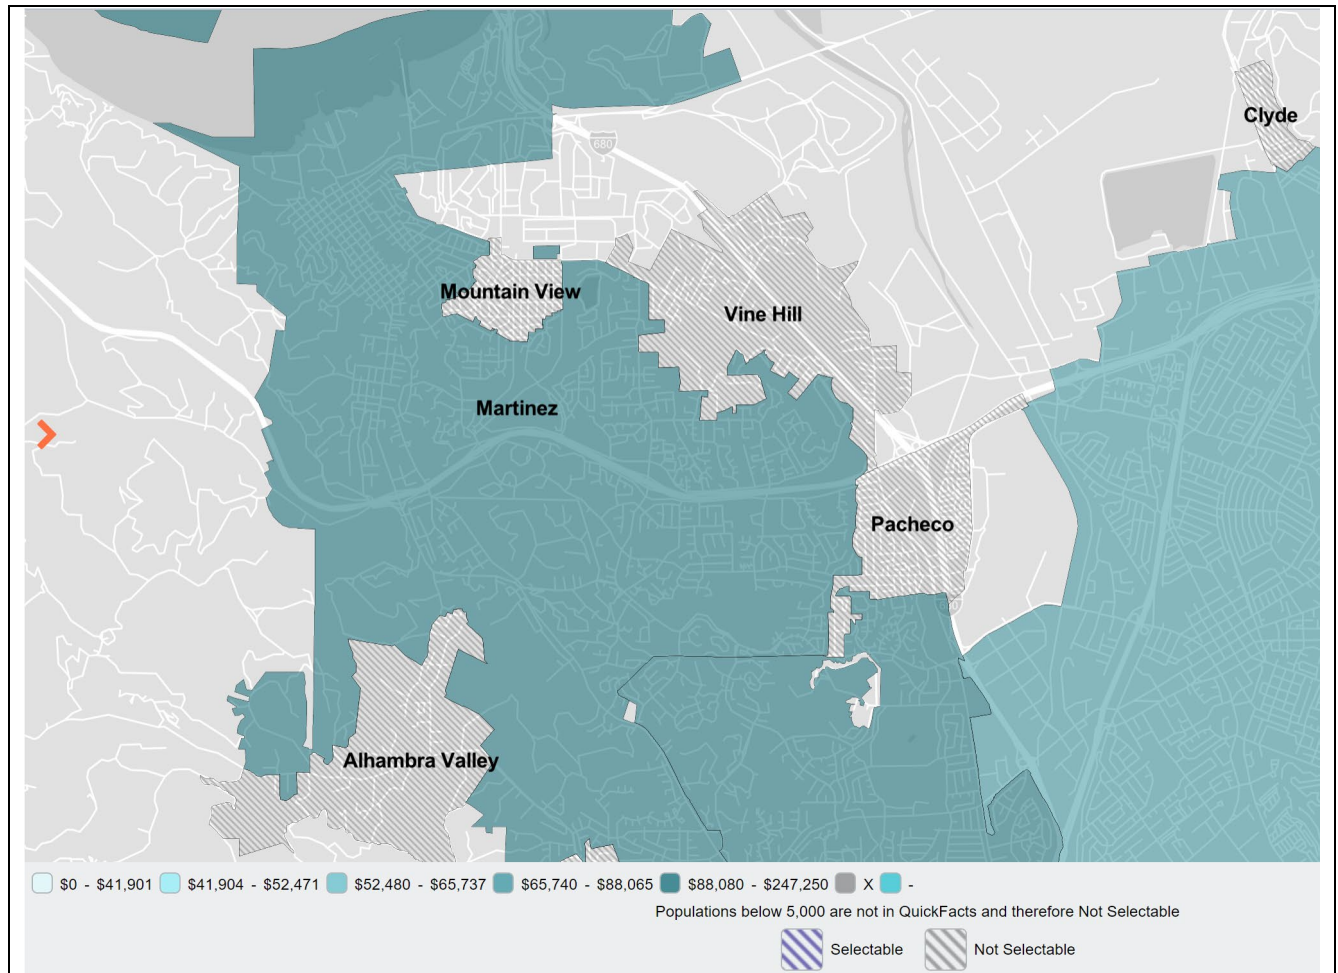 680
Clyde
Mountain View
Vine Hill
Martinez
Pacheco
Alhambra Valley
$0 - $41,901 $41,904 - $52,471 $52,480 - $65,737 $65,740 - $88,065 $88,080 - $247,250 X -
Populations below 5,000 are not in QuickFacts and therefore Not Selectable
Selectable Not Selectable